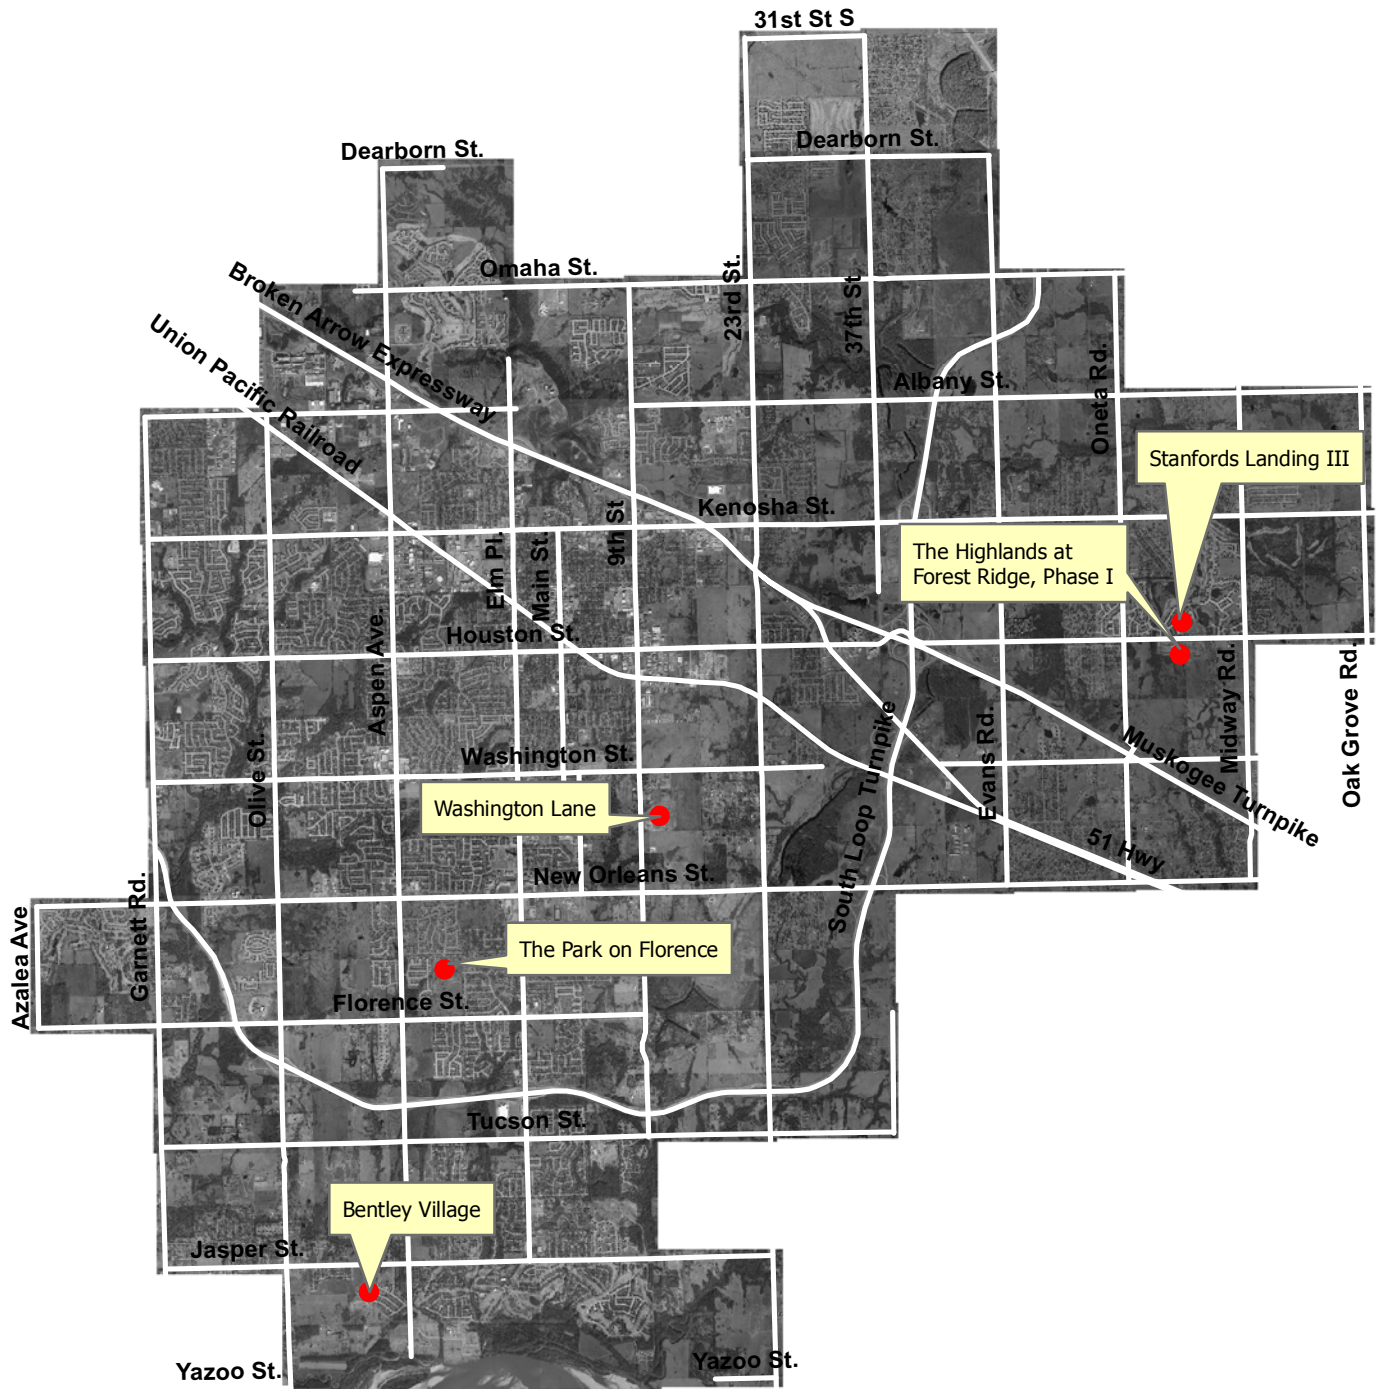 31st St S
Dearborn St.
Dearborn St.
Omaha St.
23rd St.
37th St.
Broken Arrow Expressway
Union Pacific Railroad
Albany St.
Oneta Rd.
Stanfords Landing III
Kenosha St.
9th St
Elm Pl.
Main St.
The Highlands at
Forest Ridge, Phase I
Houston St.
Aspen Ave.
Olive St.
Washington St.
South Loop Turnpike
Evans Rd.
Muskogee Turnpike
Midway Rd.
Oak Grove Rd.
Washington Lane
51 Hwy
New Orleans St.
Garnett Rd.
Azalea Ave
The Park on Florence
Florence St.
Tucson St.
Bentley Village
Jasper St.
Yazoo St.
Yazoo St.